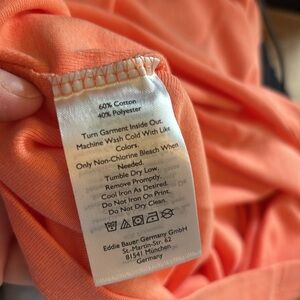 60% Cotton
40% Polyester
Turn Garment Inside Out.
Machine Wash Cold With Like
Colors.
Only Non-Chlorine Bleach When
Needed.
Tumble Dry Low.
Remove Promptly.
Cool Iron As Desired.
Do Not Iron On Print.
Do Not Dry Clean.
Eddie Bauer Germany GmbH
St.-Martin-Str. 62
81541 München
Germany